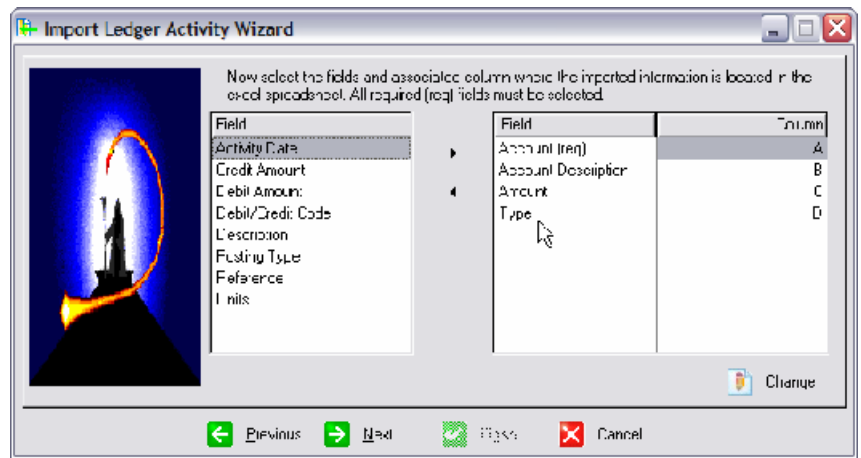 Import Ledger Activity Wizard
Now select the fields and associated column where the imported information is located in the
excel spreadsheet. All required (req) fields must be selected.
Field
Activity Date
Credit Amount
Debit Amount
Debit/Credit Code
Description
Posting Type
Reference
Units
Field Column
Account (req) A
Account Description B
Amount C
Type D
Change
Previous Next Finish Cancel